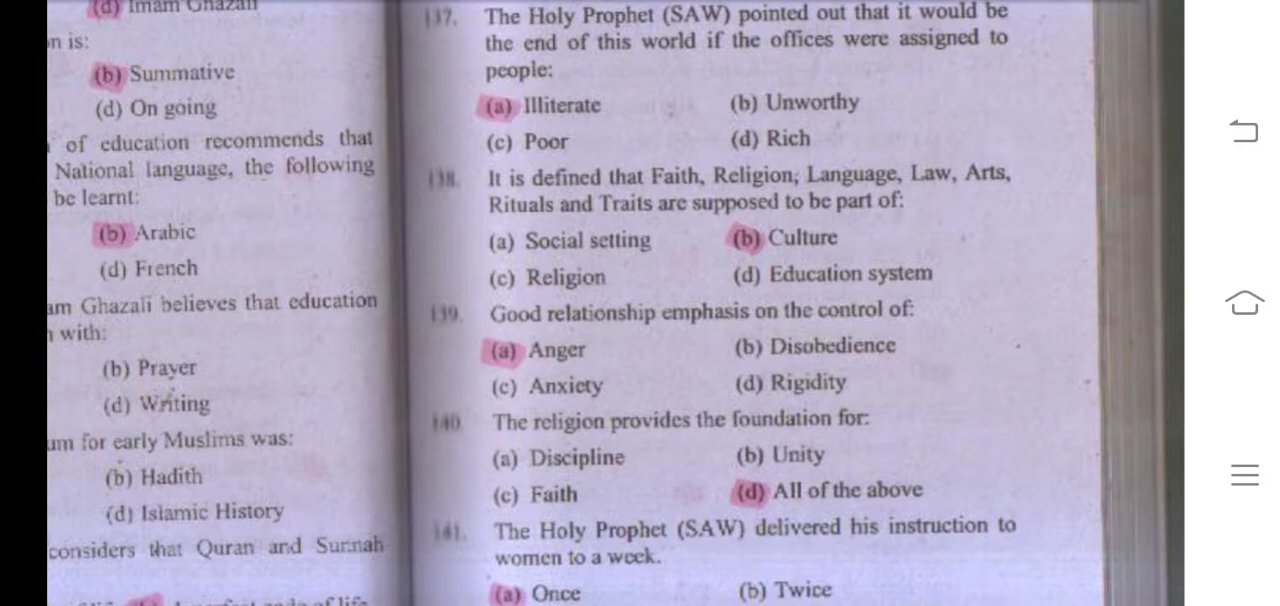 (d) Imam Ghazali
n is:
(b) Summative
(d) On going
of education recommends that
National language, the following
be learnt:
(b) Arabic
(d) French
am Ghazali believes that education
with:
(b) Prayer
(d) Writing
um for early Muslims was:
(b) Hadith
(d) Islamic History
considers that Quran and Sunnah
of life
137. The Holy Prophet (SAW) pointed out that it would be
the end of this world if the offices were assigned to
people:
(a) Illiterate (b) Unworthy
(c) Poor (d) Rich
138. It is defined that Faith, Religion, Language, Law, Arts,
Rituals and Traits are supposed to be part of:
(a) Social setting (b) Culture
(c) Religion (d) Education system
139. Good relationship emphasis on the control of:
(a) Anger (b) Disobedience
(c) Anxiety (d) Rigidity
140 The religion provides the foundation for:
(a) Discipline (b) Unity
(c) Faith (d) All of the above
141. The Holy Prophet (SAW) delivered his instruction to
women to a week.
(a) Once (b) Twice